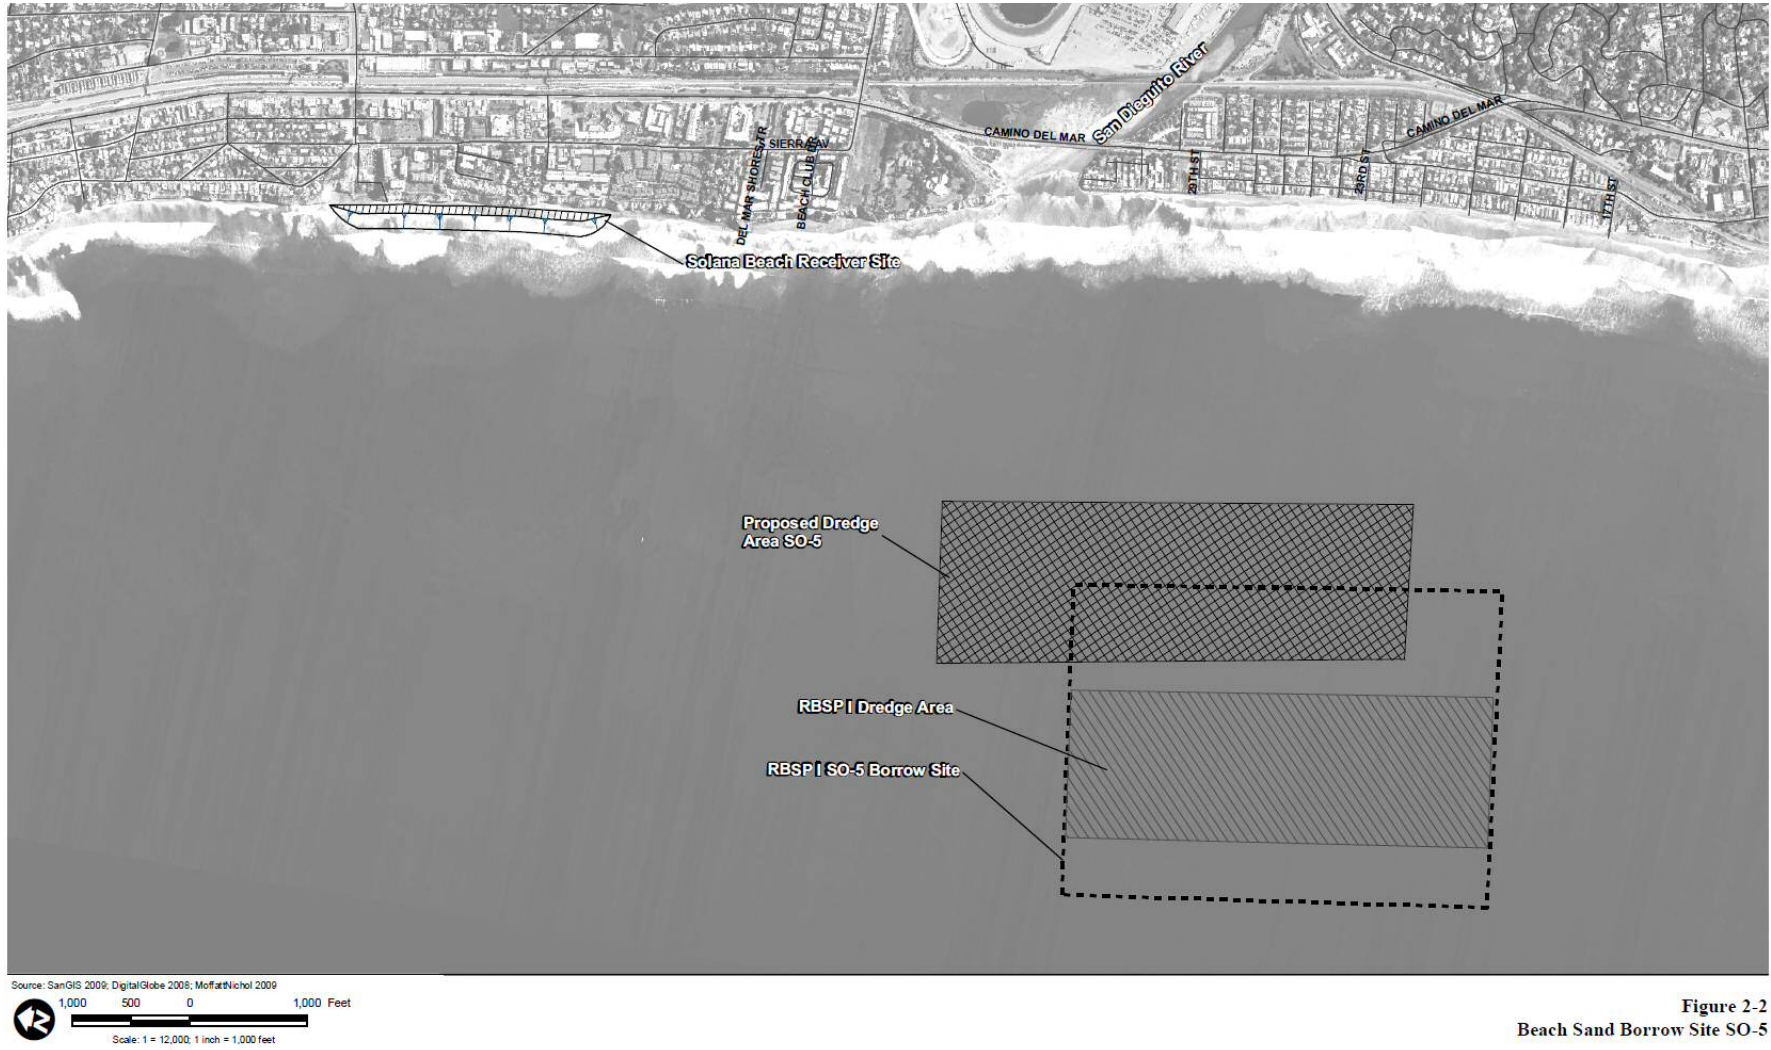 San Dieguito River
CAMINO DEL MAR
CAMINO DEL MAR
SIERRA AV
DEL MAR SHORES TR
BEACH CLUB DR
29TH ST
23RD ST
17TH ST
Solana Beach Receiver Site
Proposed Dredge
Area SO-5
RBSP I Dredge Area
RBSP I SO-5 Borrow Site
Source: SanGIS 2009; DigitalGlobe 2008; MoffattNichol 2009
1,000 500 0 1,000 Feet
Scale: 1 = 12,000; 1 inch = 1,000 feet
N
Figure 2-2
Beach Sand Borrow Site SO-5